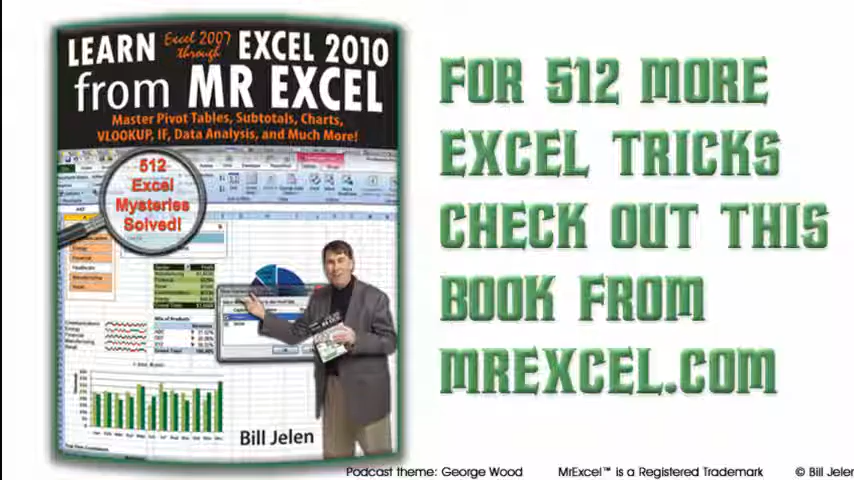 LEARN Excel 2007 through EXCEL 2010
from MR EXCEL
Master Pivot Tables, Subtotals, Charts,
VLOOKUP, IF, Data Analysis, and Much More!
512
Excel
Mysteries
Solved!
Bill Jelen
FOR 512 MORE
EXCEL TRICKS
CHECK OUT THIS
BOOK FROM
MREXCEL.COM
Podcast theme: George Wood MrExcel™ is a Registered Trademark © Bill Jelen